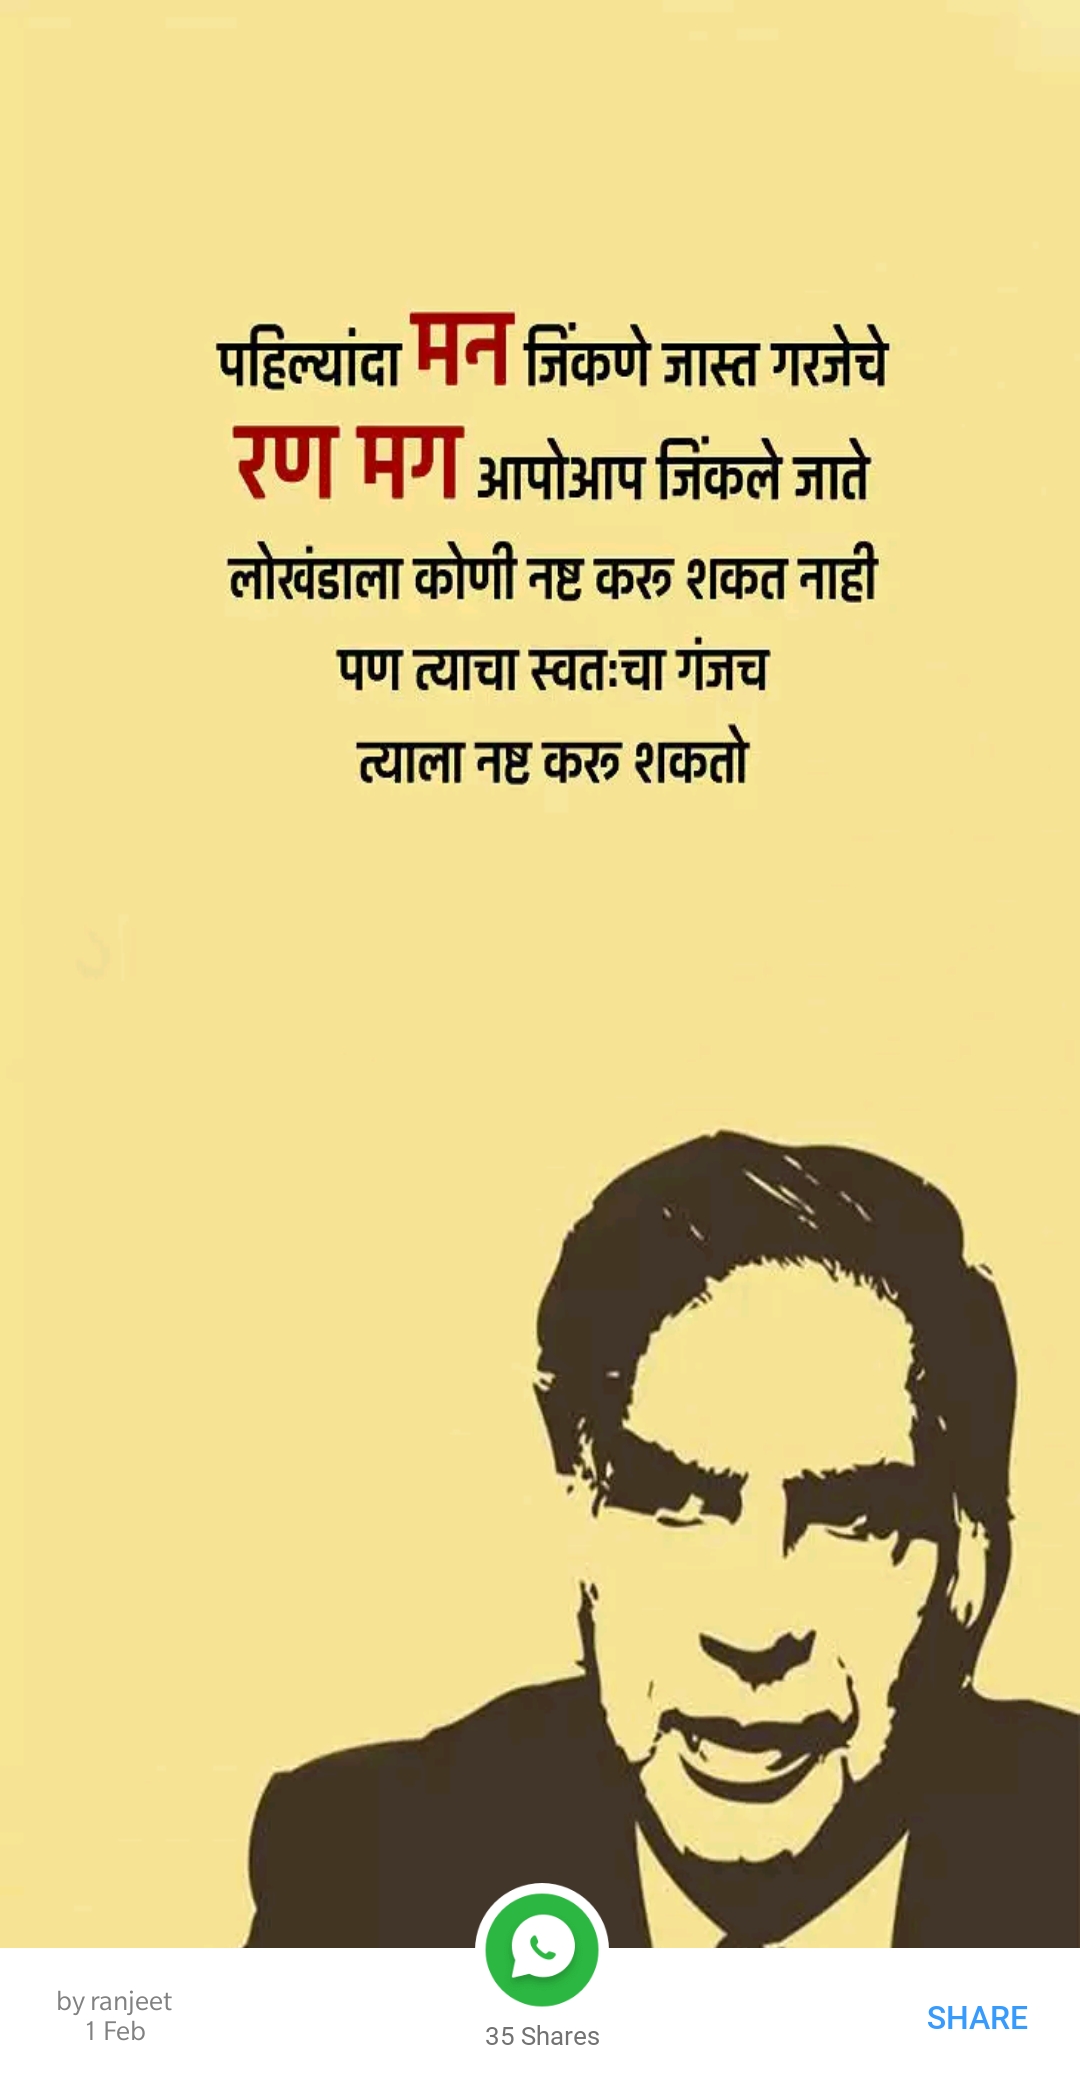 पहिल्यांदा मन जिंकणे जास्त गरजेचे
रण मग आपोआप जिंकले जाते
लोखंडाला कोणी नष्ट करू शकत नाही
पण त्याचा स्वतःचा गंजच
त्याला नष्ट करू शकतो
by ranjeet
1 Feb
35 Shares
SHARE